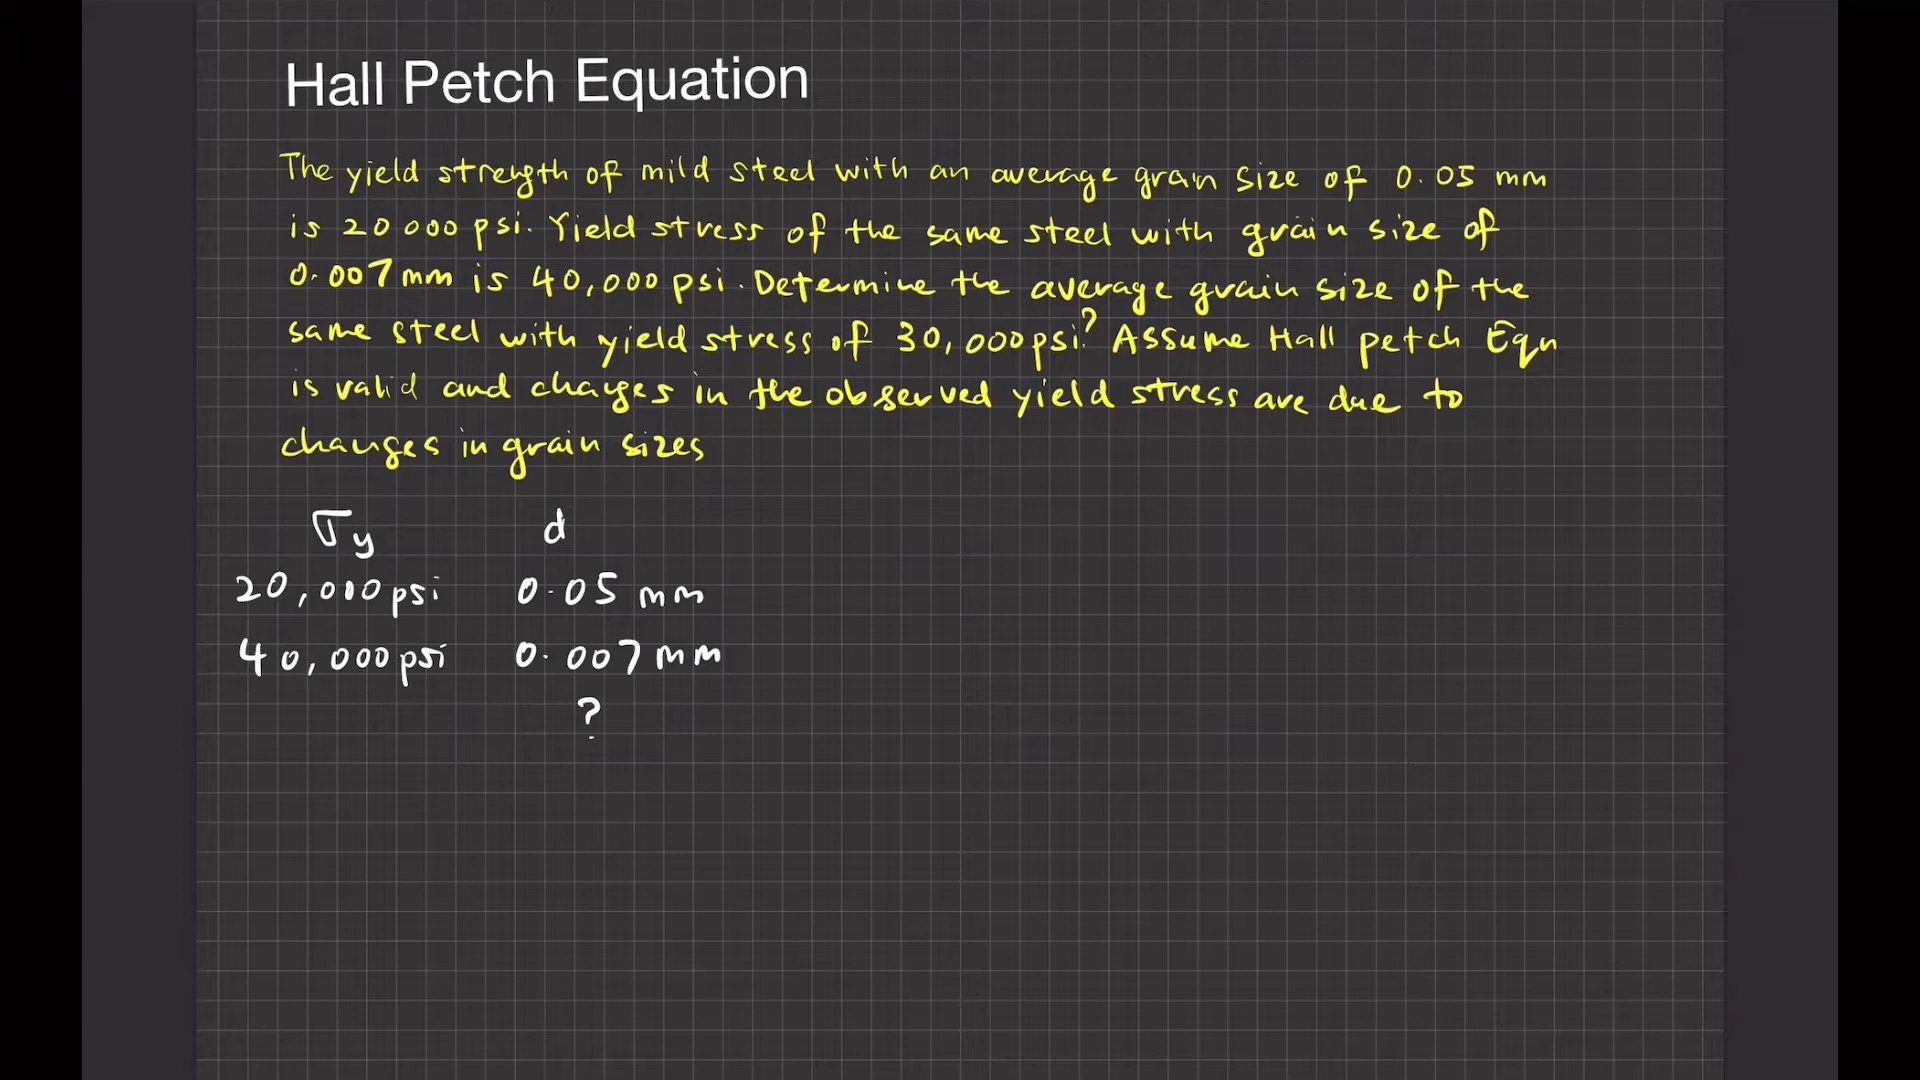 Hall Petch Equation
The yield strength of mild steel with an average grain size of 0.05 mm
is 20 000 psi. Yield stress of the same steel with grain size of
0.007 mm is 40,000 psi. Determine the average grain size of the
same steel with yield stress of 30,000 psi? Assume Hall petch Eqn
is valid and changes in the observed yield stress are due to
changes in grain sizes
σy d
20,000 psi 0.05 mm
40,000 psi 0.007 mm
?